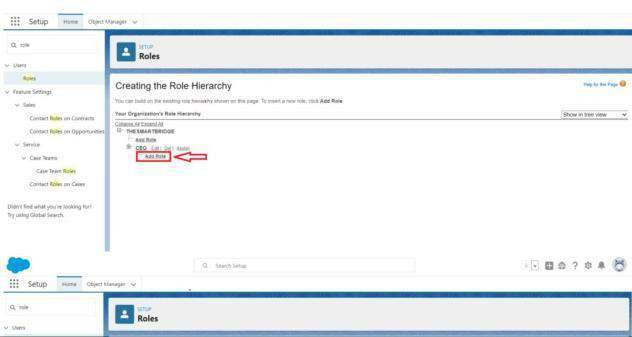 Setup Home Object Manager
role
SETUP
Roles
Users
Roles
Feature Settings
Sales
Contact Roles on Contracts
Contact Roles on Opportunities
Service
Case Teams
Case Team Roles
Contact Roles on Cases
Didn't find what you're looking for?
Try using Global Search.
Creating the Role Hierarchy
Help for this Page
You can build on the existing role hierarchy shown on this page. To insert a new role, click Add Role.
Your Organization's Role Hierarchy
Show in tree view
Collapse All Expand All
THESMARTBRIDGE
Add Role
CEO Edit | Del | Assign
Add Role
Search Setup
Setup Home Object Manager
role
SETUP
Roles
Users